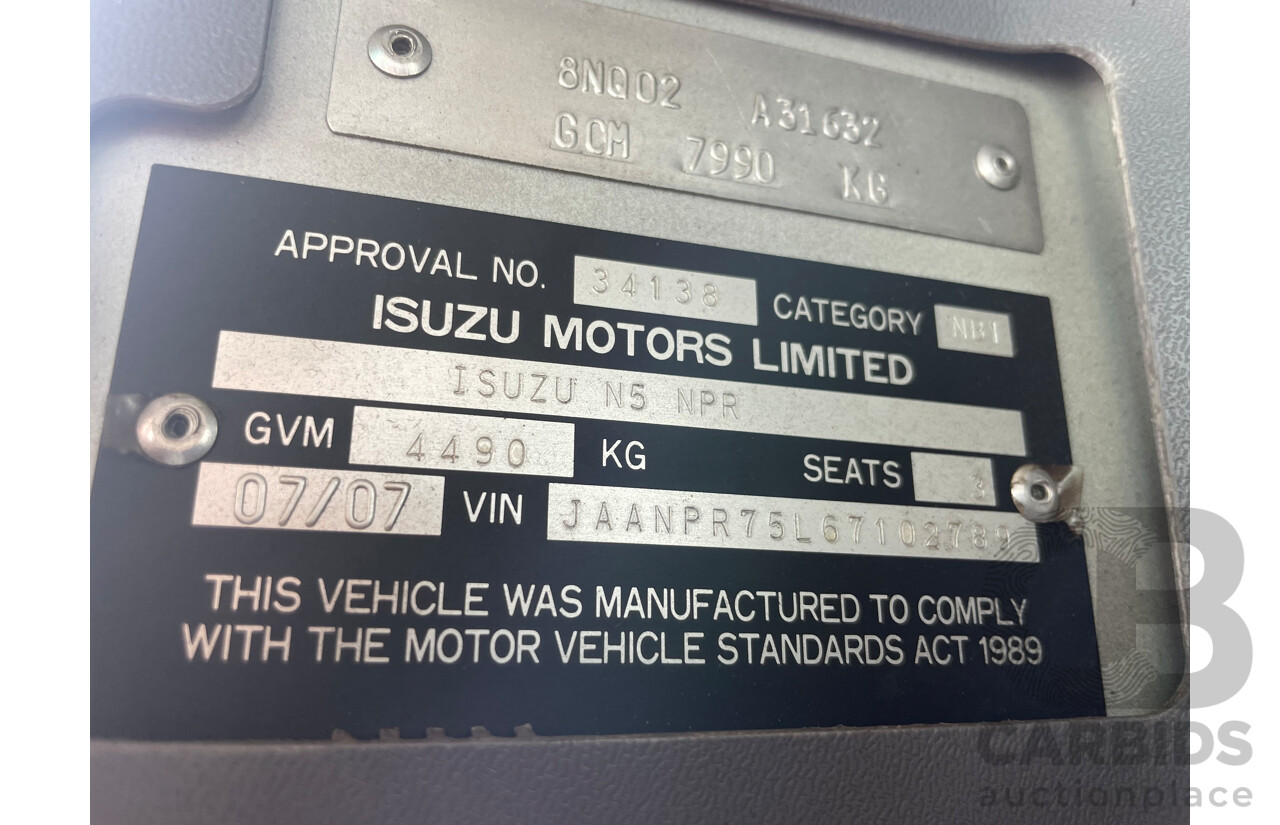 8NQ02 A31632
GCM 7990 KG
APPROVAL NO. 34138 CATEGORY NB1
ISUZU MOTORS LIMITED
ISUZU N5 NPR
GVM 4490 KG SEATS 3
07/07 VIN JAANPR75L67102789
THIS VEHICLE WAS MANUFACTURED TO COMPLY
WITH THE MOTOR VEHICLE STANDARDS ACT 1989
CARBIDS
auctionplace